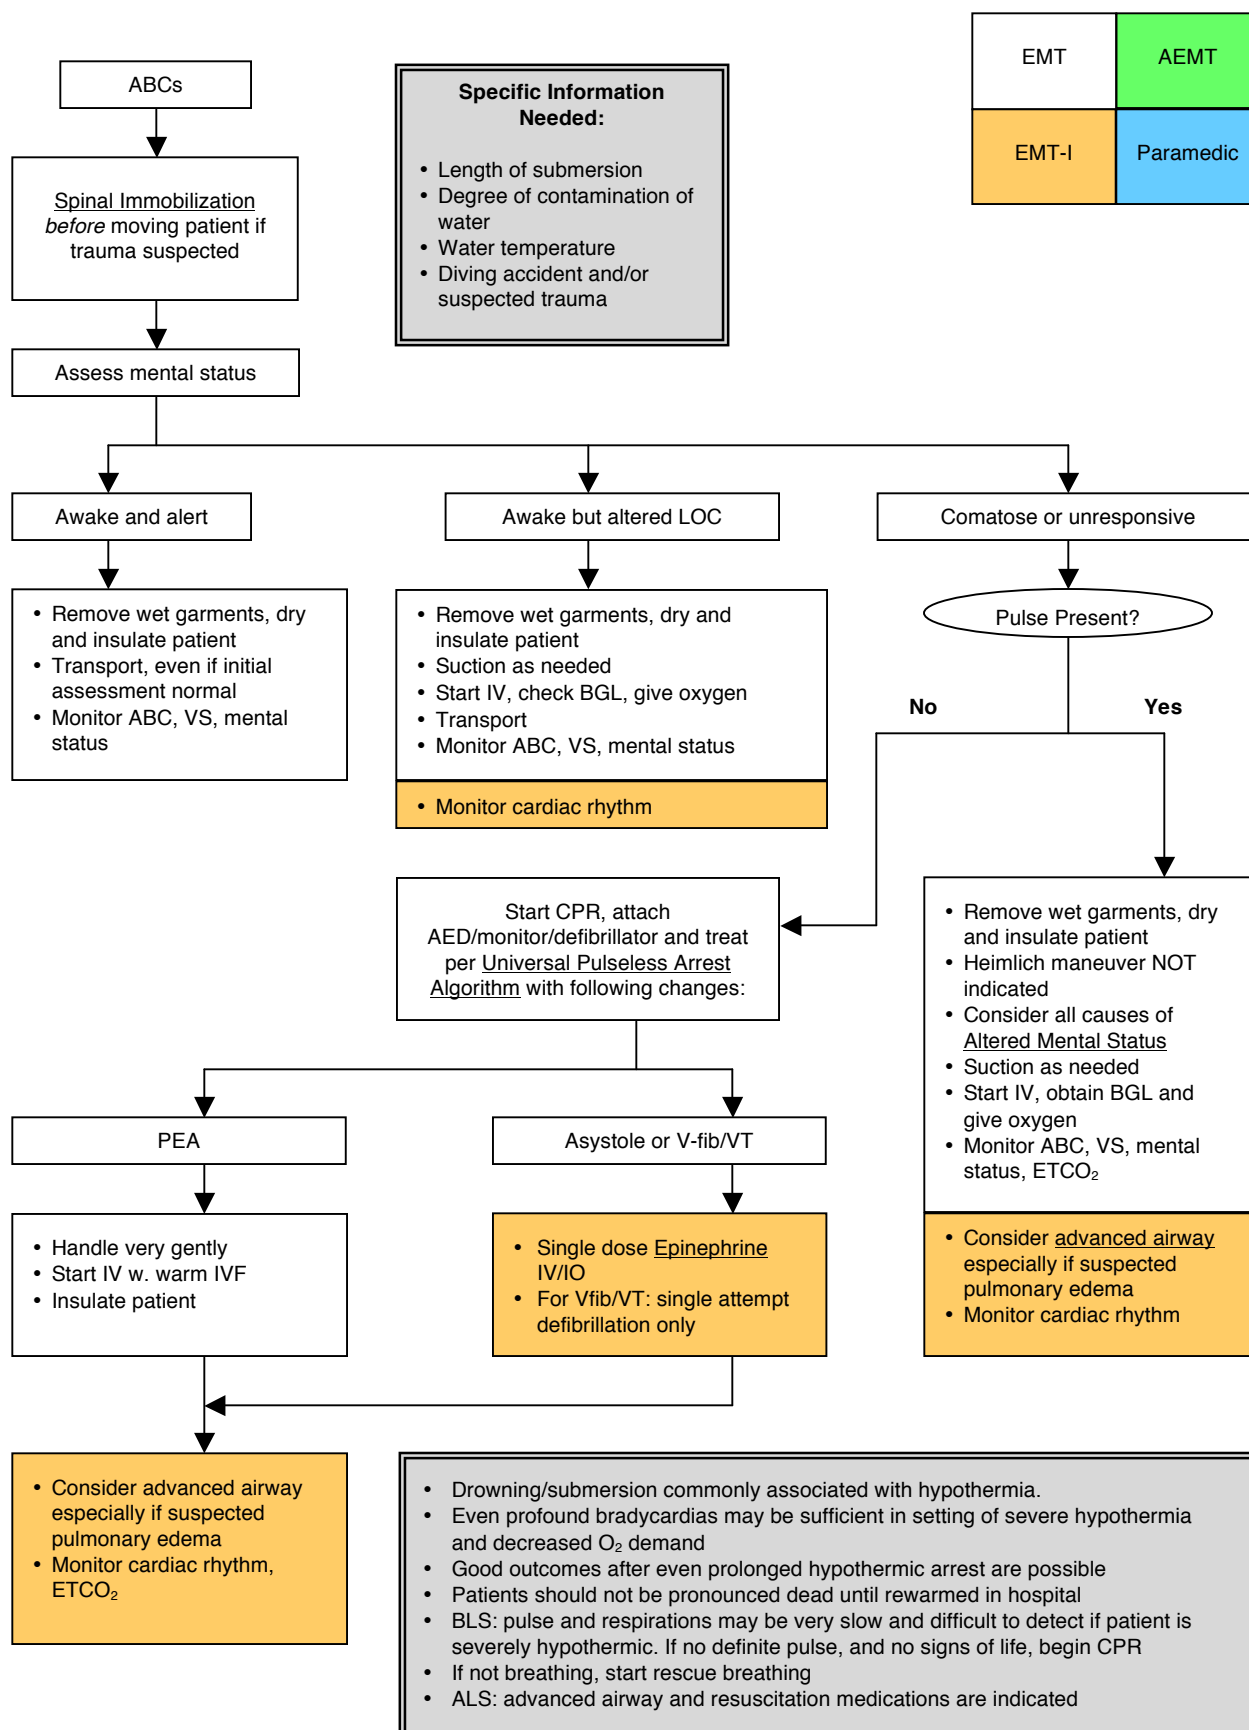 EMT
AEMT
EMT-I
Paramedic
ABCs
Specific Information
Needed:
• Length of submersion
• Degree of contamination of
water
• Water temperature
• Diving accident and/or
suspected trauma
Spinal Immobilization
before moving patient if
trauma suspected
Assess mental status
Awake and alert
Awake but altered LOC
Comatose or unresponsive
• Remove wet garments, dry
and insulate patient
• Transport, even if initial
assessment normal
• Monitor ABC, VS, mental
status
• Remove wet garments, dry and
insulate patient
• Suction as needed
• Start IV, check BGL, give oxygen
• Transport
• Monitor ABC, VS, mental status
• Monitor cardiac rhythm
Pulse Present?
No
Yes
Start CPR, attach
AED/monitor/defibrillator and treat
per Universal Pulseless Arrest
Algorithm with following changes:
• Remove wet garments, dry
and insulate patient
• Heimlich maneuver NOT
indicated
• Consider all causes of
Altered Mental Status
• Suction as needed
• Start IV, obtain BGL and
give oxygen
• Monitor ABC, VS, mental
status, ETCO₂
• Consider advanced airway
especially if suspected
pulmonary edema
• Monitor cardiac rhythm
PEA
Asystole or V-fib/VT
• Handle very gently
• Start IV w. warm IVF
• Insulate patient
• Single dose Epinephrine
IV/IO
• For Vfib/VT: single attempt
defibrillation only
• Consider advanced airway
especially if suspected
pulmonary edema
• Monitor cardiac rhythm,
ETCO₂
• Drowning/submersion commonly associated with hypothermia.
• Even profound bradycardias may be sufficient in setting of severe hypothermia
and decreased O₂ demand
• Good outcomes after even prolonged hypothermic arrest are possible
• Patients should not be pronounced dead until rewarmed in hospital
• BLS: pulse and respirations may be very slow and difficult to detect if patient is
severely hypothermic. If no definite pulse, and no signs of life, begin CPR
• If not breathing, start rescue breathing
• ALS: advanced airway and resuscitation medications are indicated